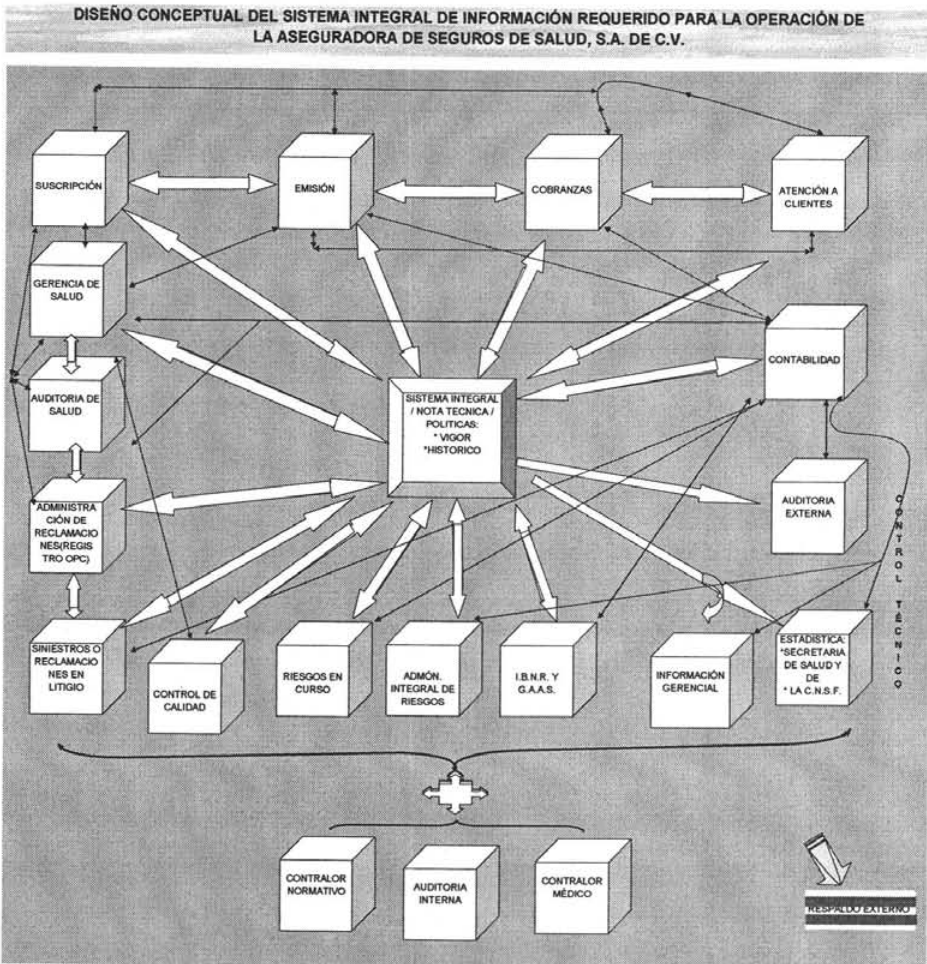 DISEÑO CONCEPTUAL DEL SISTEMA INTEGRAL DE INFORMACIÓN REQUERIDO PARA LA OPERACIÓN DE
LA ASEGURADORA DE SEGUROS DE SALUD, S.A. DE C.V.
SUSCRIPCIÓN
EMISIÓN
COBRANZAS
ATENCIÓN A
CLIENTES
GERENCIA DE
SALUD
CONTABILIDAD
AUDITORIA DE
SALUD
SISTEMA INTEGRAL
/ NOTA TECNICA /
POLITICAS:
* VIGOR
*HISTORICO
ADMINISTRA
CIÓN DE
RECLAMACIO
NES(REGIS
TRO OPC)
AUDITORIA
EXTERNA
CONTROL TÉCNICO
SINIESTROS O
RECLAMACIO
NES EN
LITIGIO
CONTROL DE
CALIDAD
RIESGOS EN
CURSO
ADMÓN.
INTEGRAL DE
RIESGOS
I.B.N.R. Y
G.A.A.S.
INFORMACIÓN
GERENCIAL
ESTADÍSTICA:
*SECRETARIA
DE SALUD Y
DE
* LA C.N.S.F.
CONTRALOR
NORMATIVO
AUDITORIA
INTERNA
CONTRALOR
MÉDICO
RESPALDO EXTERNO